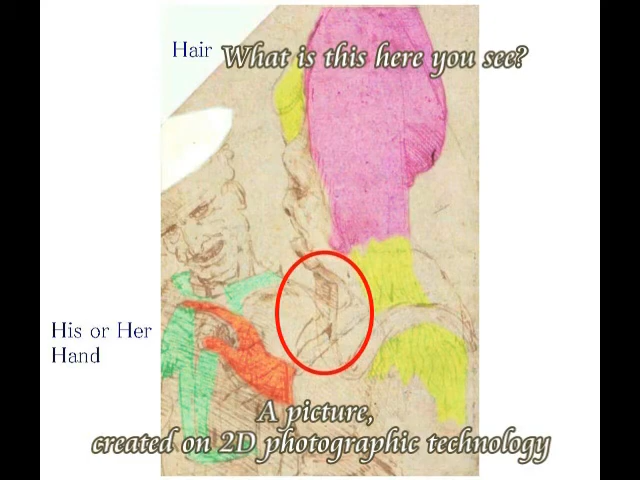 Hair
What is this here you see?
His or Her
Hand
A picture,
created on 2D photographic technology